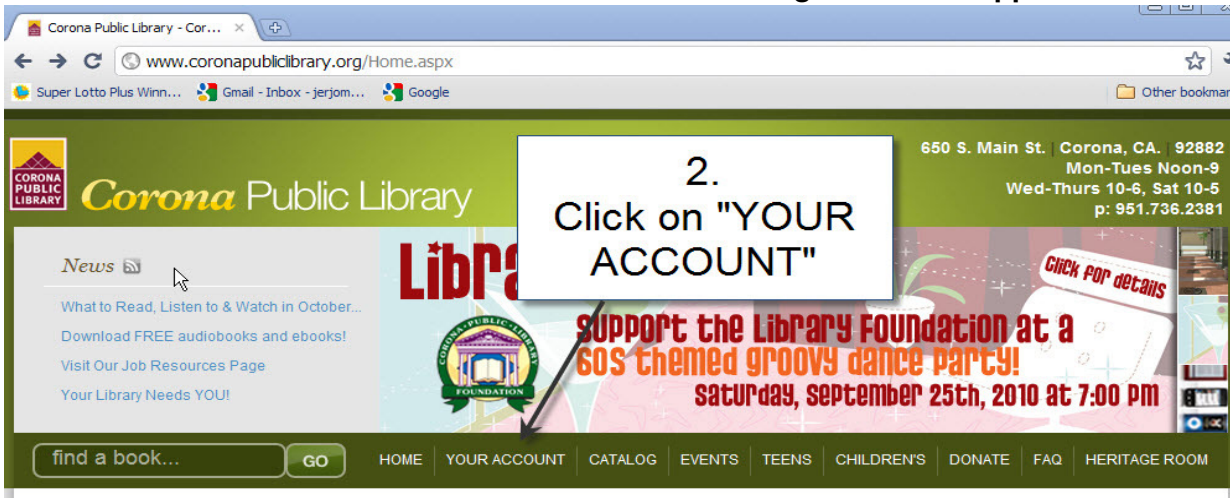 Corona Public Library - Cor...
www.coronapubliclibrary.org/Home.aspx
Super Lotto Plus Winn... Gmail - Inbox - jerjom... Google Other bookmar
CORONA
PUBLIC
LIBRARY
Corona Public Library
650 S. Main St. | Corona, CA. | 92882
Mon-Tues Noon-9
Wed-Thurs 10-6, Sat 10-5
p: 951.736.2381
2.
Click on "YOUR
ACCOUNT"
News
What to Read, Listen to & Watch in October...
Download FREE audiobooks and ebooks!
Visit Our Job Resources Page
Your Library Needs YOU!
Click for details
CORONA-PUBLIC-LIBRARY
FOUNDATION
Support the Library Foundation at a
60s themed groovy dance party!
Saturday, September 25th, 2010 at 7:00 PM
find a book... GO HOME YOUR ACCOUNT CATALOG EVENTS TEENS CHILDREN'S DONATE FAQ HERITAGE ROOM